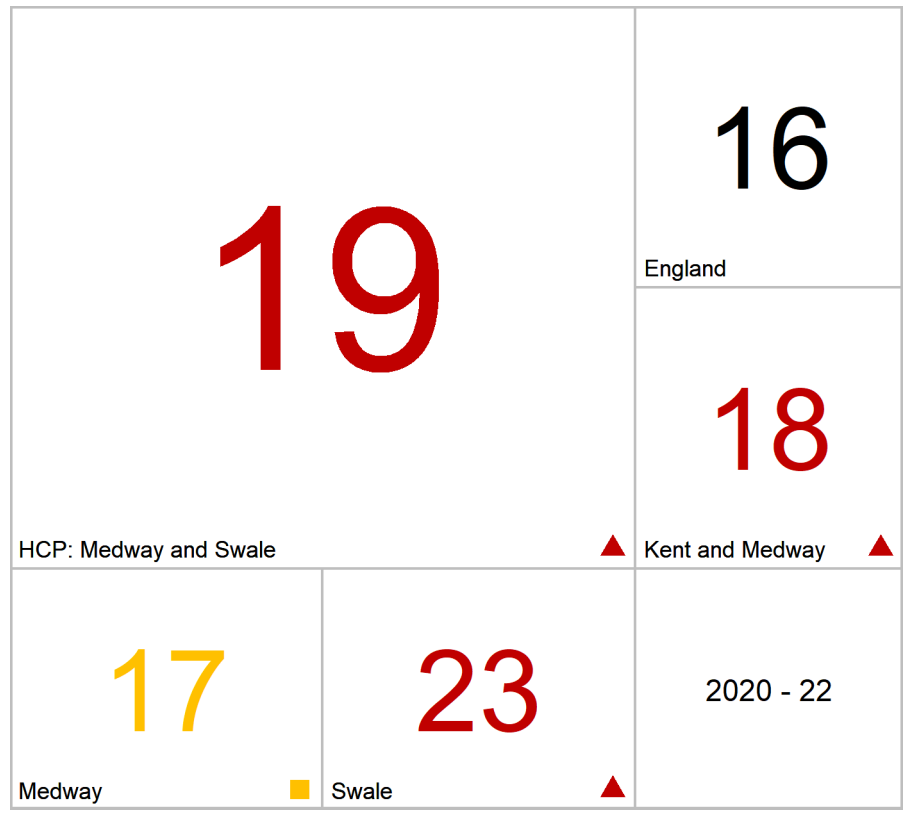 19
HCP: Medway and Swale
16
England
18
Kent and Medway
17
Medway
23
Swale
2020 - 22